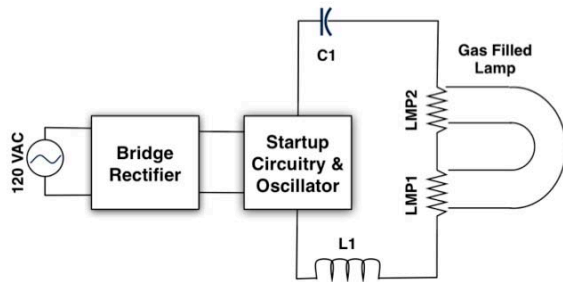 C1
Gas Filled
Lamp
LMP2
120 VAC
Bridge
Rectifier
Startup
Circuitry &
Oscillator
LMP1
L1